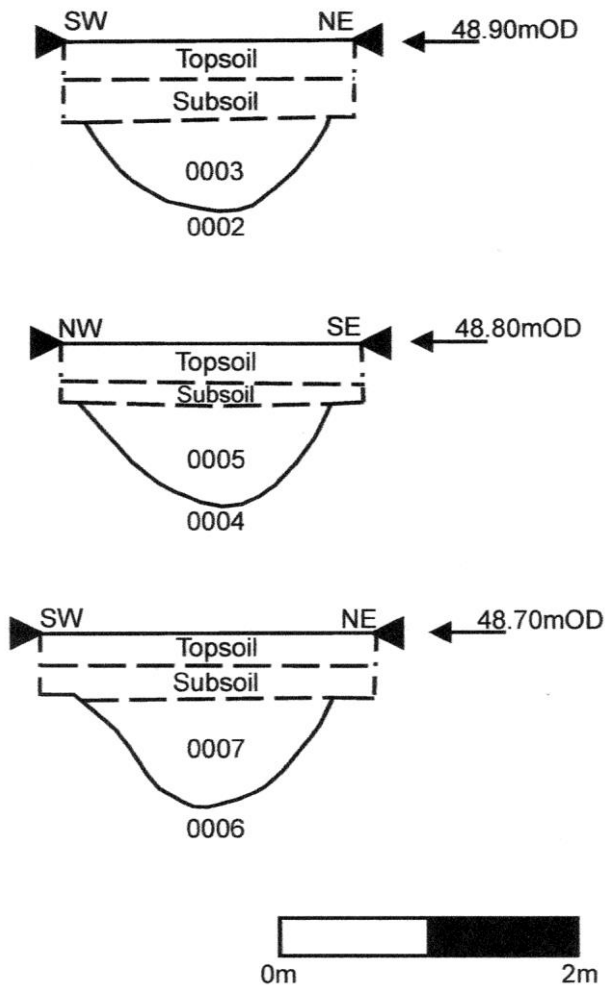 SW NE 48.90mOD
Topsoil
Subsoil
0003
0002
NW SE 48.80mOD
Topsoil
Subsoil
0005
0004
SW NE 48.70mOD
Topsoil
Subsoil
0007
0006
0m 2m